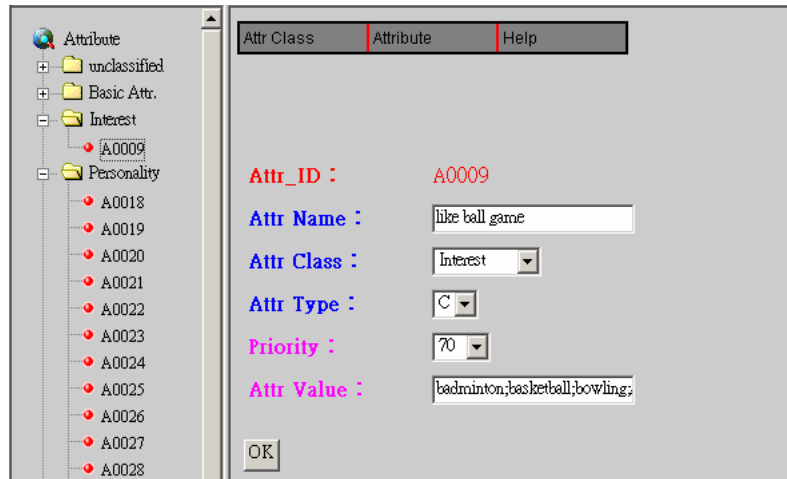 Attribute
unclassified
Basic Attr.
Interest
A0009
Personality
A0018
A0019
A0020
A0021
A0022
A0023
A0024
A0025
A0026
A0027
A0028
Attr Class Attribute Help
Attr_ID : A0009
Attr Name : like ball game
Attr Class : Interest
Attr Type : C
Priority : 70
Attr Value : badminton;basketball;bowling;
OK